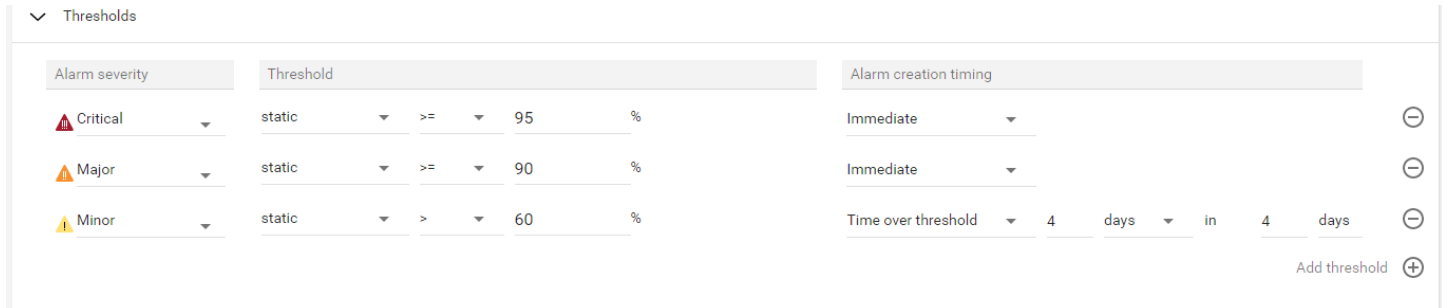 Thresholds
Alarm severity Threshold Alarm creation timing
Critical static >= 95 % Immediate
Major static >= 90 % Immediate
Minor static > 60 % Time over threshold 4 days in 4 days
Add threshold